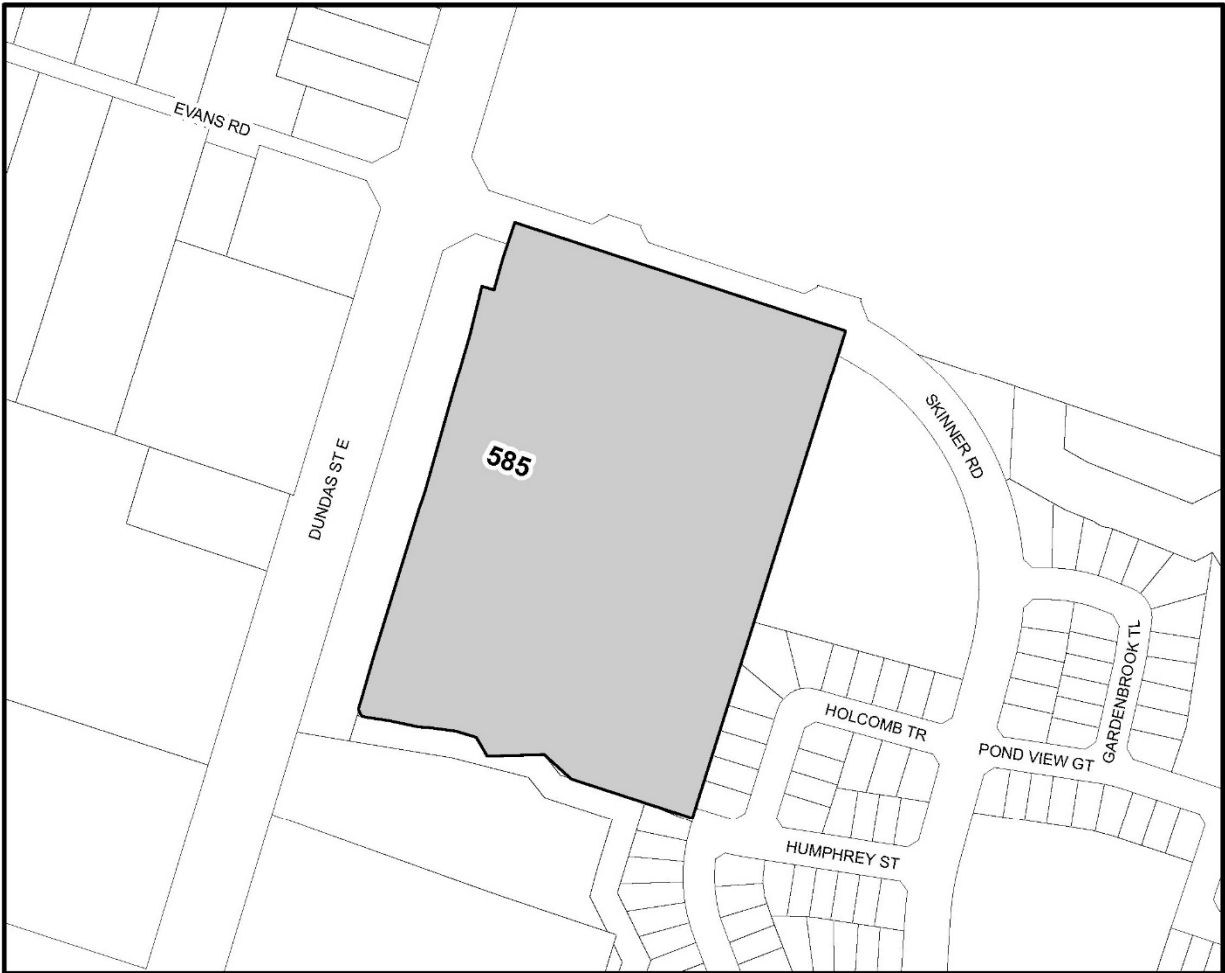 EVANS RD
SKINNER RD
DUNDAS ST E
585
GARDENBROOK TL
HOLCOMB TR
POND VIEW GT
HUMPHREY ST